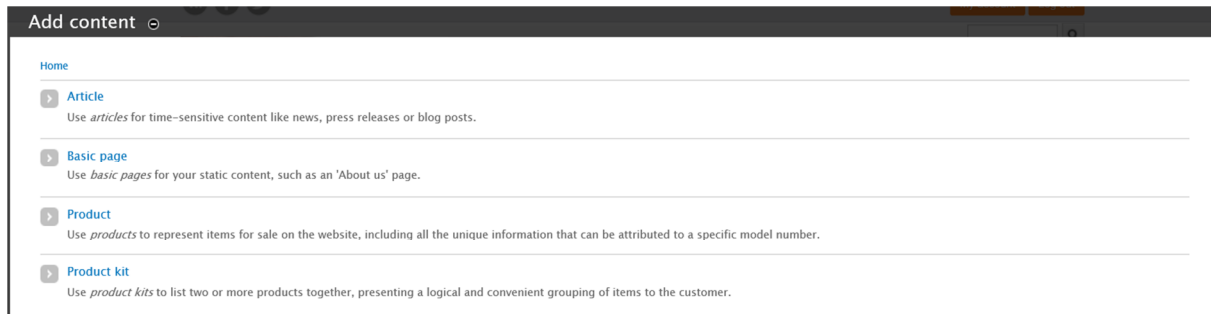 Add content
Home
Article
Use articles for time-sensitive content like news, press releases or blog posts.
Basic page
Use basic pages for your static content, such as an 'About us' page.
Product
Use products to represent items for sale on the website, including all the unique information that can be attributed to a specific model number.
Product kit
Use product kits to list two or more products together, presenting a logical and convenient grouping of items to the customer.